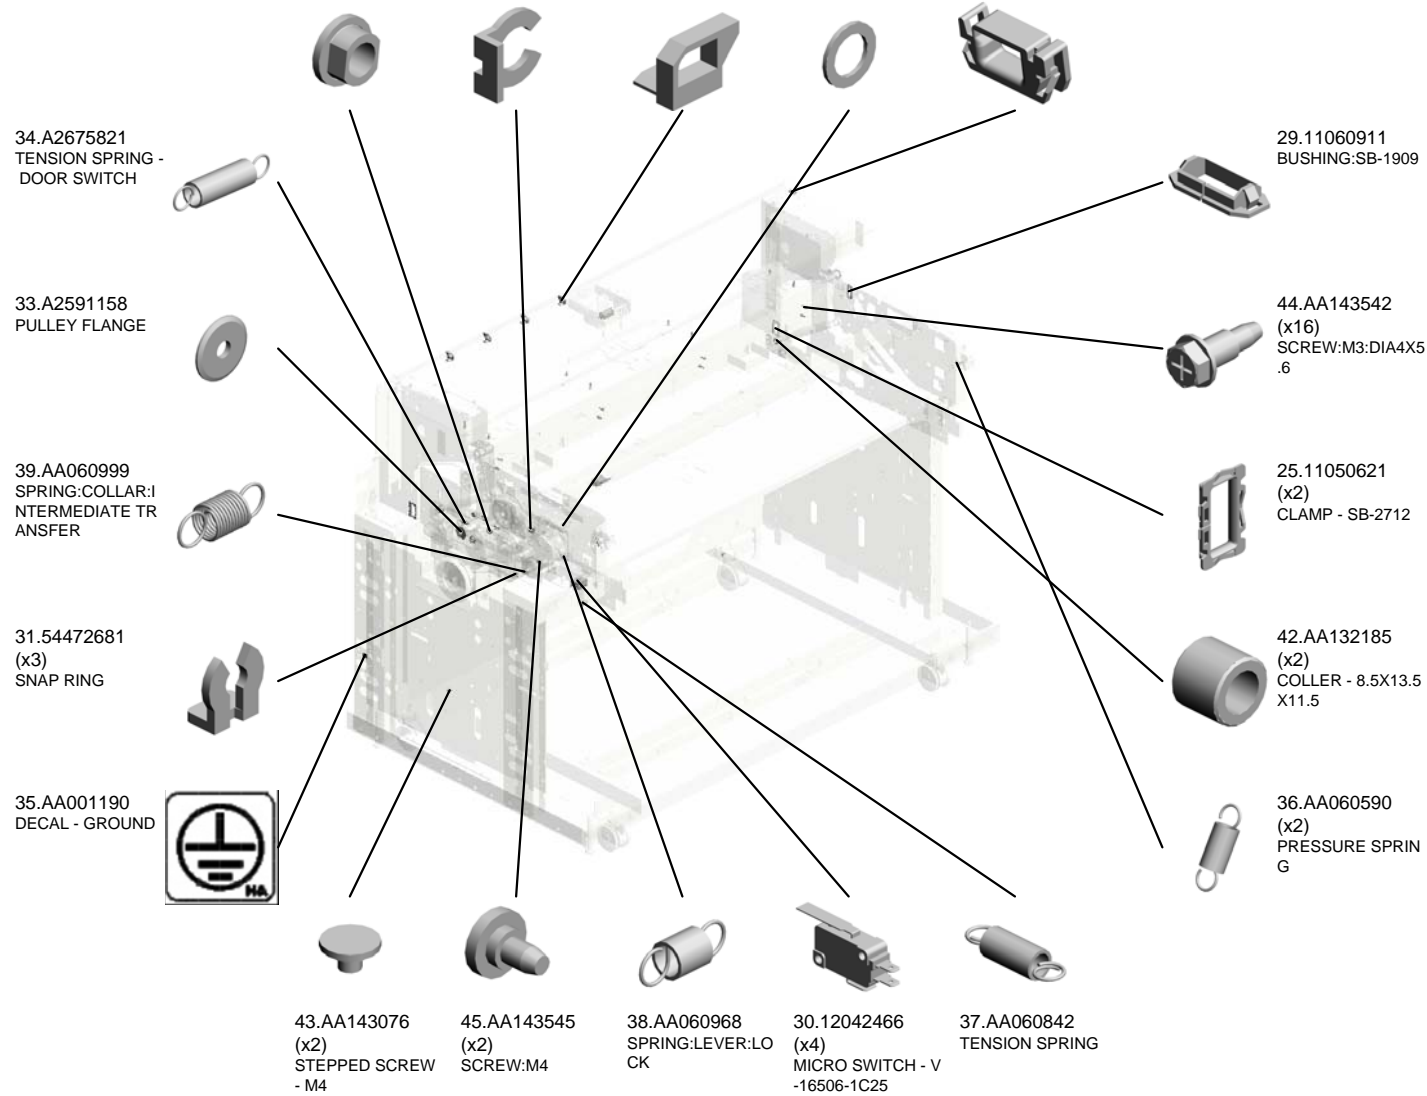 34.A2675821
TENSION SPRING -
DOOR SWITCH
29.11060911
BUSHING:SB-1909
33.A2591158
PULLEY FLANGE
44.AA143542
(x16)
SCREW:M3:DIA4X5
.6
39.AA060999
SPRING:COLLAR:I
NTERMEDIATE TR
ANSFER
25.11050621
(x2)
CLAMP - SB-2712
31.54472681
(x3)
SNAP RING
42.AA132185
(x2)
COLLER - 8.5X13.5
X11.5
35.AA001190
DECAL - GROUND
HA
36.AA060590
(x2)
PRESSURE SPRIN
G
43.AA143076
(x2)
STEPPED SCREW
- M4
45.AA143545
(x2)
SCREW:M4
38.AA060968
SPRING:LEVER:LO
CK
30.12042466
(x4)
MICRO SWITCH - V
-16506-1C25
37.AA060842
TENSION SPRING